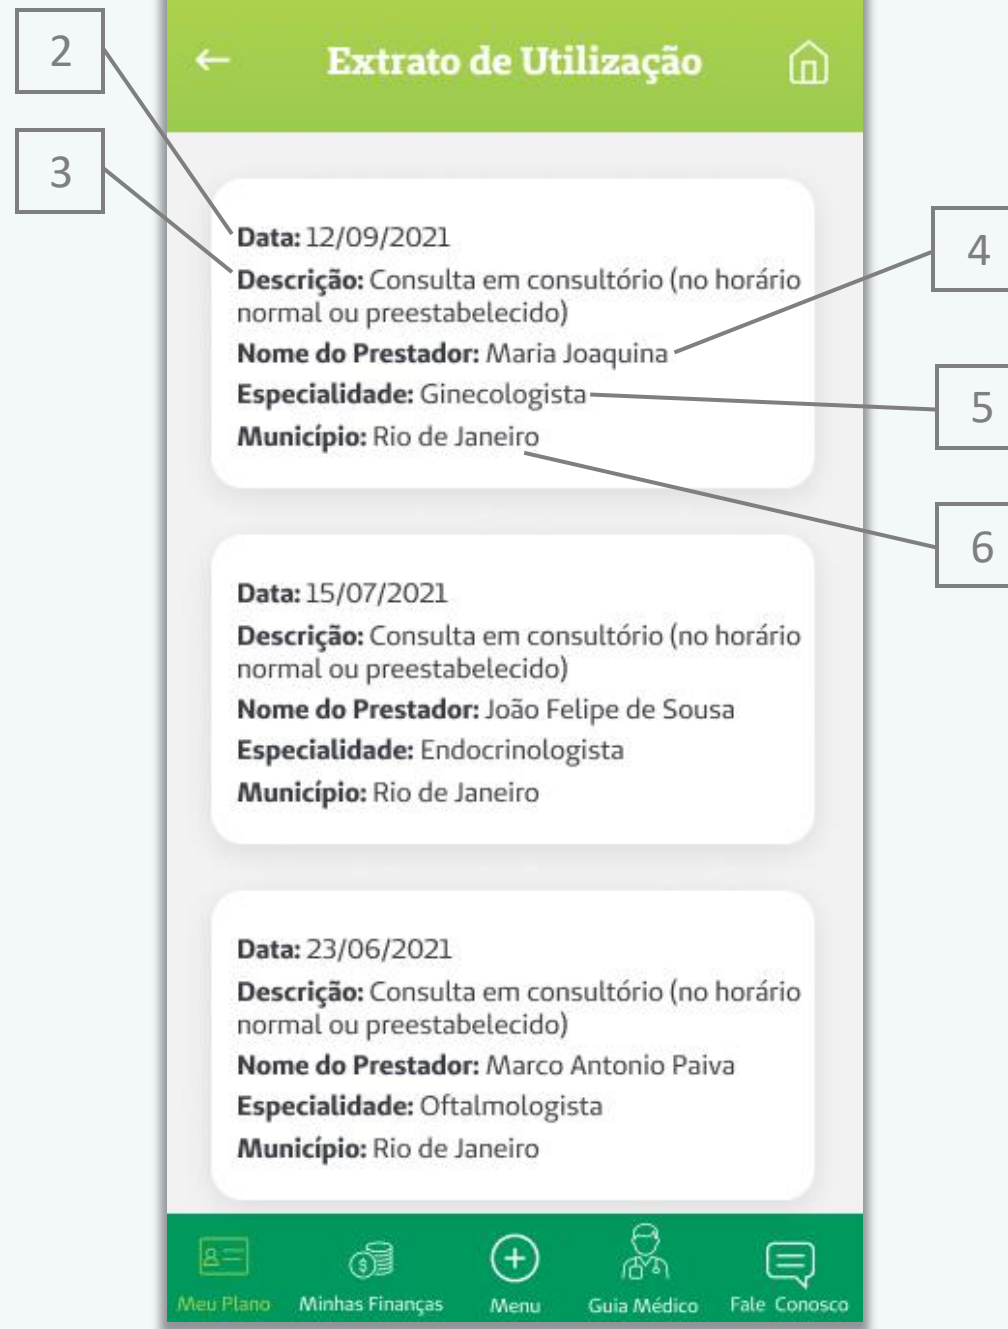 2
Extrato de Utilização
3
Data: 12/09/2021
Descrição: Consulta em consultório (no horário
normal ou preestabelecido)
Nome do Prestador: Maria Joaquina
Especialidade: Ginecologista
Município: Rio de Janeiro
4
5
6
Data: 15/07/2021
Descrição: Consulta em consultório (no horário
normal ou preestabelecido)
Nome do Prestador: João Felipe de Sousa
Especialidade: Endocrinologista
Município: Rio de Janeiro
Data: 23/06/2021
Descrição: Consulta em consultório (no horário
normal ou preestabelecido)
Nome do Prestador: Marco Antonio Paiva
Especialidade: Oftalmologista
Município: Rio de Janeiro
Meu Plano
Minhas Finanças
Menu
Guia Médico
Fale Conosco